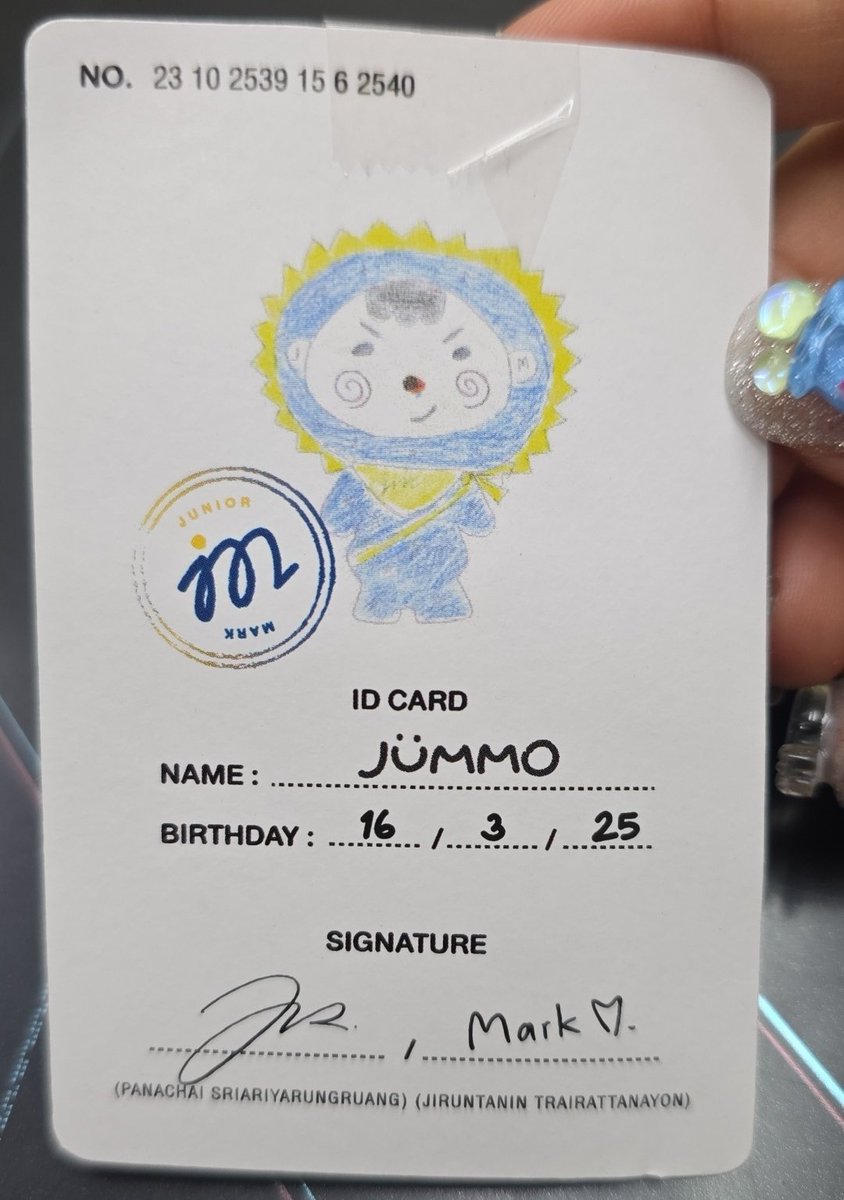 NO. 23 10 2539 15 6 2540
JUNIOR
MARK
ID CARD
NAME : JÜMMO
BIRTHDAY : 16 / 3 / 25
SIGNATURE
, Mark ♡.
(PANACHAI SRIARIYARUNGRUANG) (JIRUNTANIN TRAIRATTANAYON)